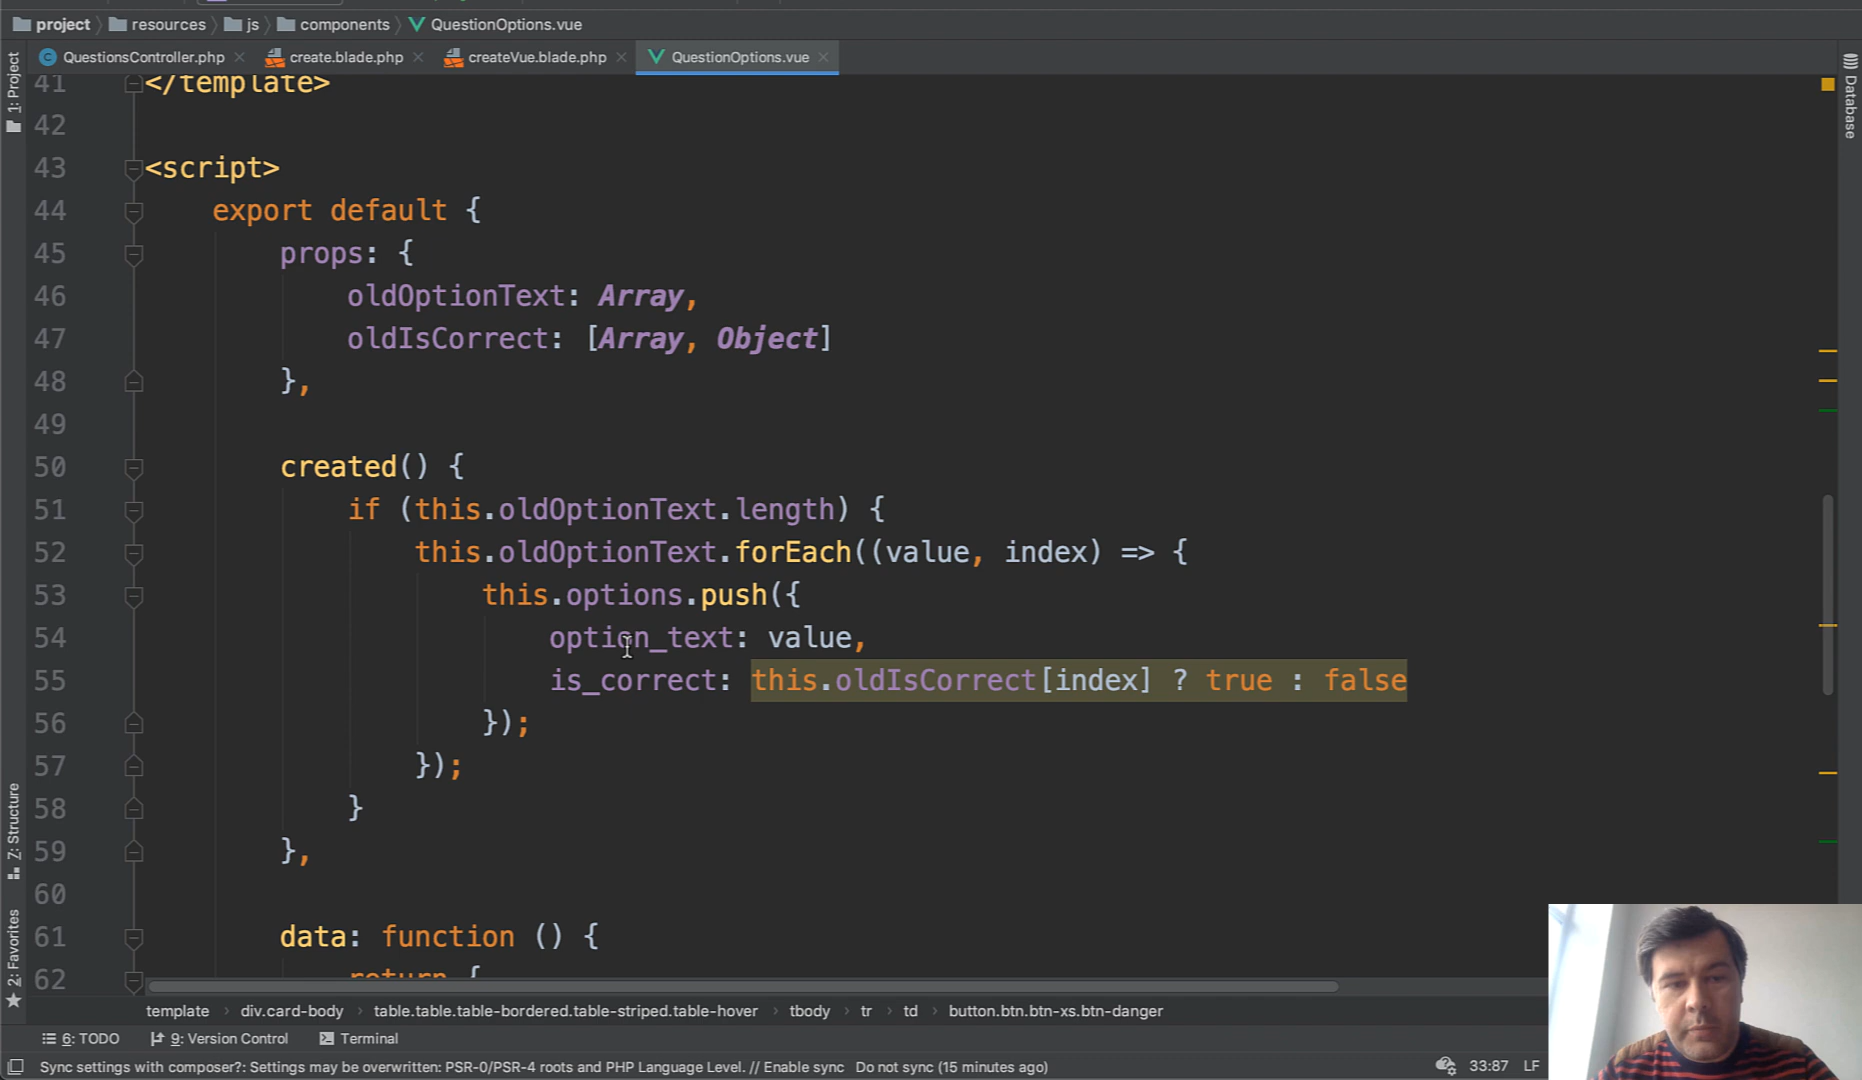 project resources js components QuestionOptions.vue
QuestionsController.php create.blade.php createVue.blade.php QuestionOptions.vue
1: Project
Database
41 </template>
42
43 <script>
44 export default {
45 props: {
46 oldOptionText: Array,
47 oldIsCorrect: [Array, Object]
48 },
49
50 created() {
51 if (this.oldOptionText.length) {
52 this.oldOptionText.forEach((value, index) => {
53 this.options.push({
54 option_text: value,
55 is_correct: this.oldIsCorrect[index] ? true : false
56 });
57 });
58 }
59 },
60
61 data: function () {
62 return {
Z: Structure
2: Favorites
template div.card-body table.table.table-bordered.table-striped.table-hover tbody tr td button.btn.btn-xs.btn-danger
6: TODO 9: Version Control Terminal
Sync settings with composer?: Settings may be overwritten: PSR-0/PSR-4 roots and PHP Language Level. // Enable sync Do not sync (15 minutes ago) 33:87 LF